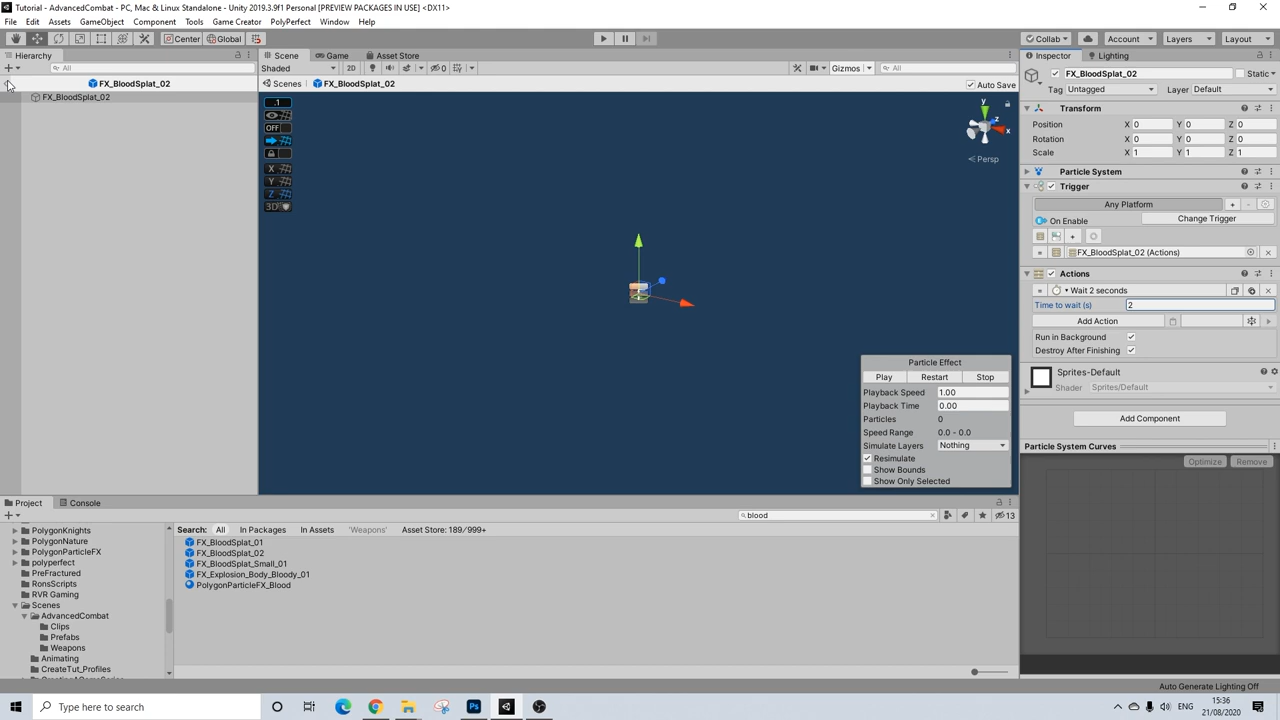 Tutorial - AdvancedCombat - PC, Mac & Linux Standalone - Unity 2019.3.9f1 Personal [PREVIEW PACKAGES IN USE] <DX11>
File Edit Assets GameObject Component Tools Game Creator PolyPerfect Window Help
Center Global Collab Account Layers Layout
Hierarchy Scene Game Asset Store Inspector Lighting
All Shaded 2D 0 Gizmos All FX_BloodSplat_02 Static
FX_BloodSplat_02 Scenes FX_BloodSplat_02 Auto Save Tag Untagged Layer Default
FX_BloodSplat_02
.1
OFF
X
Y
Z
3D
y
z
x
Persp
Transform
Position X 0 Y 0 Z 0
Rotation X 0 Y 0 Z 0
Scale X 1 Y 1 Z 1
Particle System
Trigger
Any Platform
On Enable Change Trigger
FX_BloodSplat_02 (Actions)
Actions
Wait 2 seconds
Time to wait (s) 2
Add Action
Run in Background
Destroy After Finishing
Sprites-Default
Shader Sprites/Default
Add Component
Particle System Curves
Optimize Remove
Particle Effect
Play Restart Stop
Playback Speed 1.00
Playback Time 0.00
Particles 0
Speed Range 0.0 - 0.0
Simulate Layers Nothing
Resimulate
Show Bounds
Show Only Selected
Project Console
blood 13
Search: All In Packages In Assets 'Weapons' Asset Store: 189/999+
PolygonKnights
PolygonNature
PolygonParticleFX
polyperfect
PreFractured
RonsScripts
RVR Gaming
Scenes
AdvancedCombat
Clips
Prefabs
Weapons
Animating
CreateTut_Profiles
FX_BloodSplat_01
FX_BloodSplat_02
FX_BloodSplat_Small_01
FX_Explosion_Body_Bloody_01
PolygonParticleFX_Blood
Auto Generate Lighting Off
Type here to search
ENG
15:36
21/08/2020